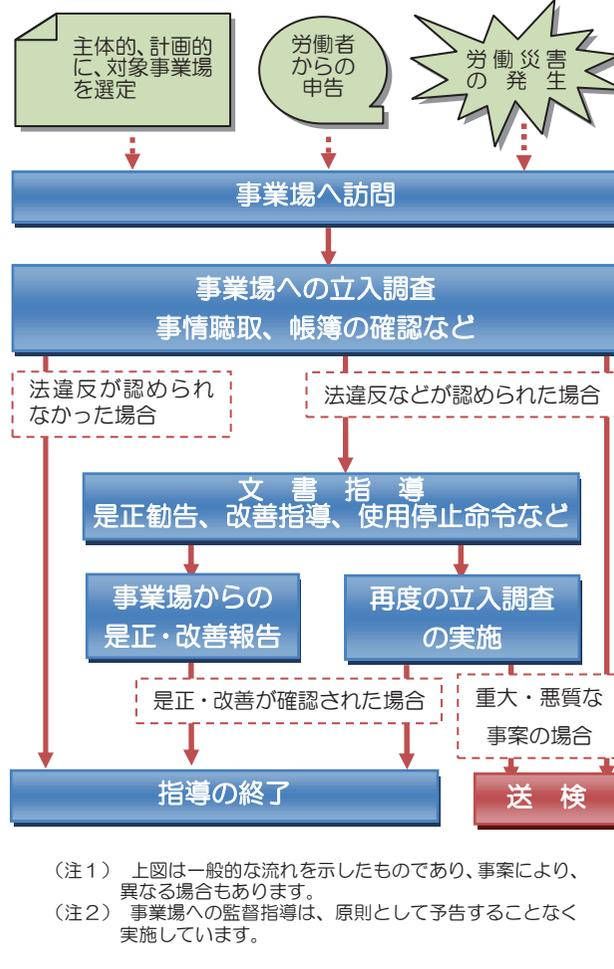 主体的、計画的
に、対象事業場
を選定
労働者
からの
申告
労働災害
の 発 生
事業場へ訪問
事業場への立入調査
事情聴取、帳簿の確認など
法違反が認められ
なかった場合
法違反などが認められた場合
文 書 指 導
是正勧告、改善指導、使用停止命令など
事業場からの
是正・改善報告
再度の立入調査
の実施
是正・改善が確認された場合
重大・悪質な
事案の場合
指導の終了
送 検
（注１） 上図は一般的な流れを示したものであり、事案により、
異なる場合もあります。
（注２） 事業場への監督指導は、原則として予告することなく
実施しています。